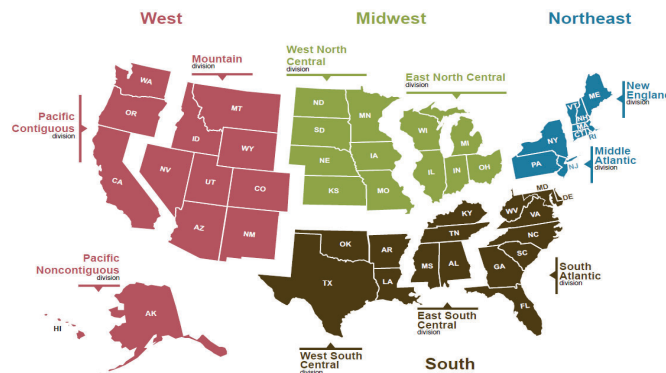 West
Midwest
Northeast
Mountain
division
West North
Central
division
East North Central
division
New
England
division
Pacific
Contiguous
division
Middle
Atlantic
division
WA
OR
CA
MT
ID
WY
NV
UT
CO
AZ
NM
ND
MN
SD
NE
IA
KS
MO
WI
MI
IL
IN
OH
ME
VT
NH
MA
CT
RI
NY
PA
NJ
MD
DE
WV
VA
KY
TN
NC
SC
GA
FL
OK
AR
TX
LA
MS
AL
Pacific
Noncontiguous
division
AK
HI
South
Atlantic
division
East South
Central
division
West South
Central
division
South